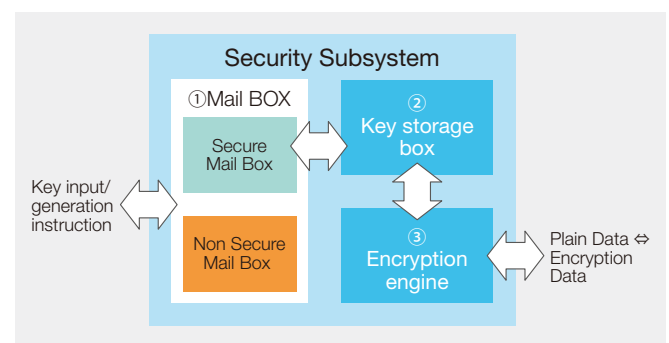 Security Subsystem
①Mail BOX
Secure
Mail Box
Non Secure
Mail Box
②
Key storage
box
③
Encryption
engine
Key input/
generation
instruction
Plain Data ⇔
Encryption
Data